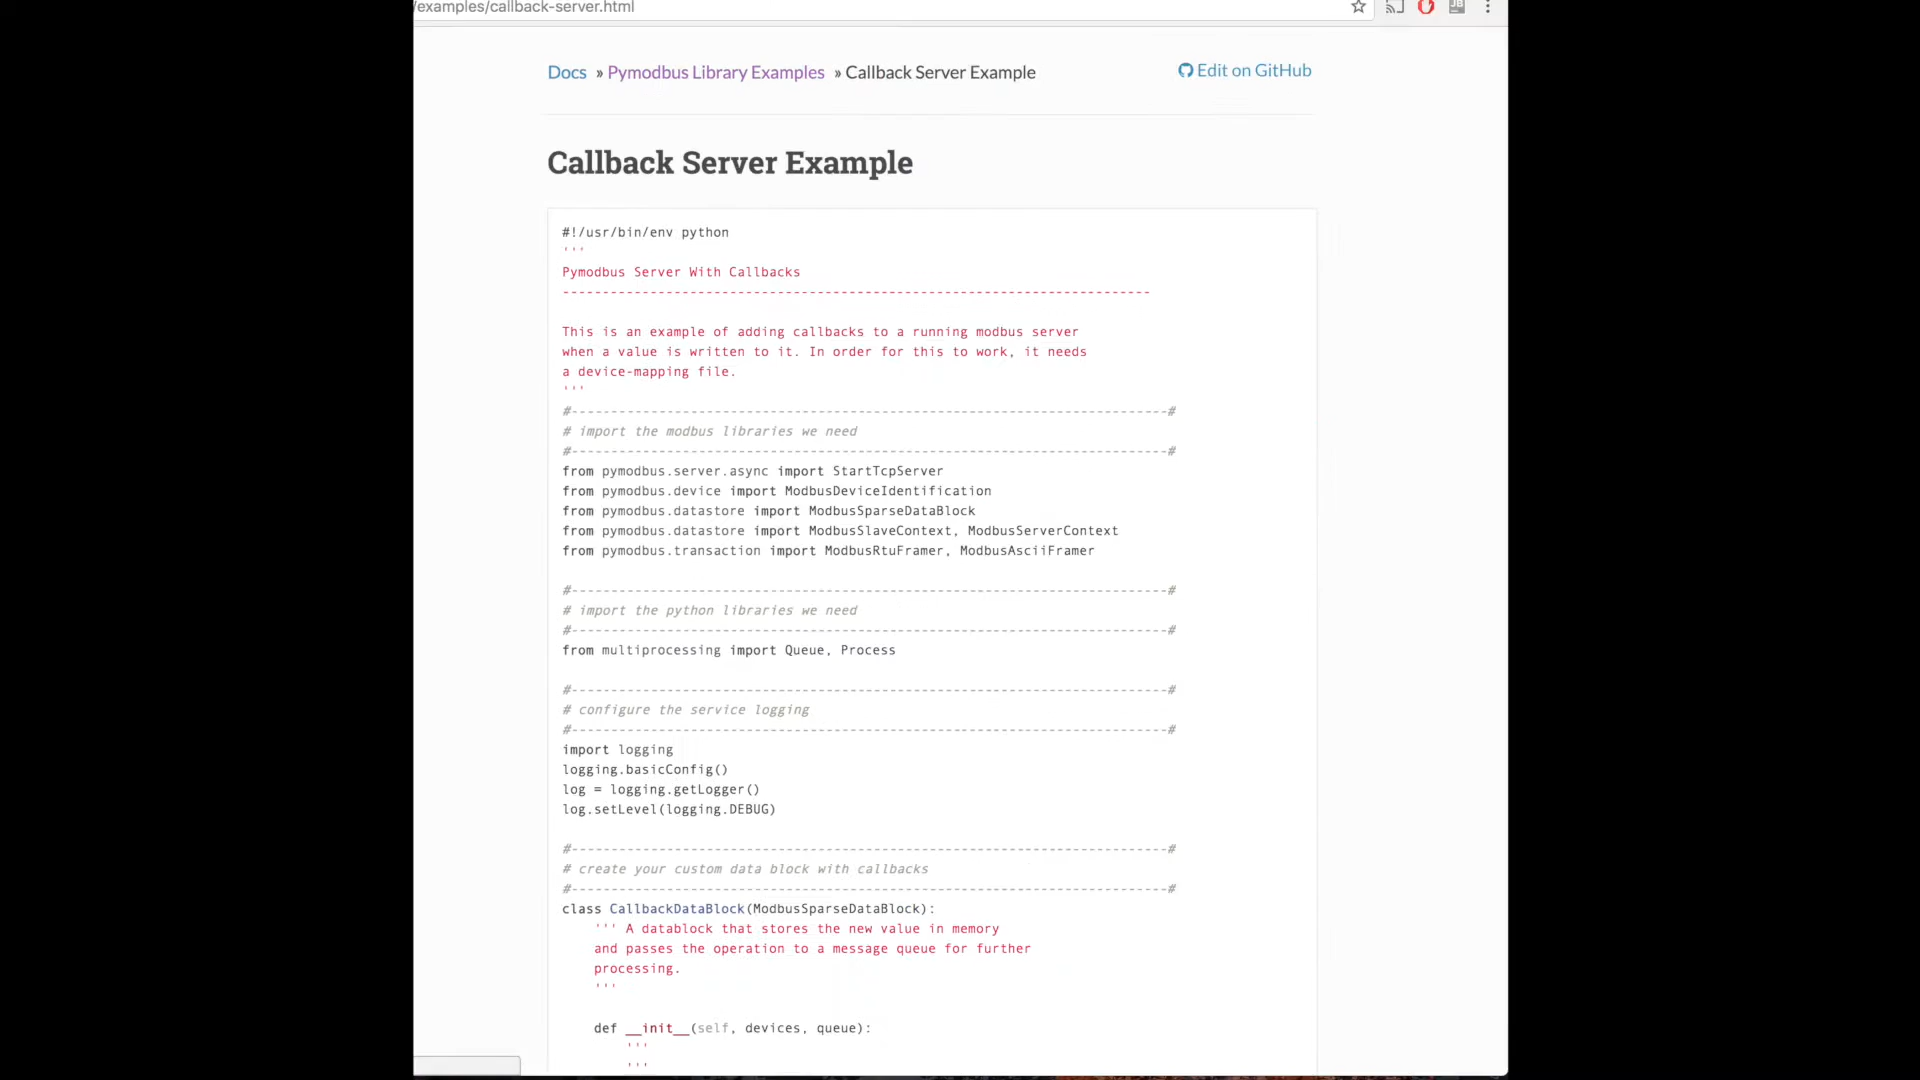 /examples/callback-server.html
Docs » Pymodbus Library Examples » Callback Server Example
Edit on GitHub
Callback Server Example
#!/usr/bin/env python
'''
Pymodbus Server With Callbacks
--------------------------------------------------------------------------

This is an example of adding callbacks to a running modbus server
when a value is written to it. In order for this to work, it needs
a device-mapping file.
'''
#---------------------------------------------------------------------------#
# import the modbus libraries we need
#---------------------------------------------------------------------------#
from pymodbus.server.async import StartTcpServer
from pymodbus.device import ModbusDeviceIdentification
from pymodbus.datastore import ModbusSparseDataBlock
from pymodbus.datastore import ModbusSlaveContext, ModbusServerContext
from pymodbus.transaction import ModbusRtuFramer, ModbusAsciiFramer

#---------------------------------------------------------------------------#
# import the python libraries we need
#---------------------------------------------------------------------------#
from multiprocessing import Queue, Process

#---------------------------------------------------------------------------#
# configure the service logging
#---------------------------------------------------------------------------#
import logging
logging.basicConfig()
log = logging.getLogger()
log.setLevel(logging.DEBUG)

#---------------------------------------------------------------------------#
# create your custom data block with callbacks
#---------------------------------------------------------------------------#
class CallbackDataBlock(ModbusSparseDataBlock):
    ''' A datablock that stores the new value in memory
    and passes the operation to a message queue for further
    processing.
    '''

    def __init__(self, devices, queue):
        '''
        '''